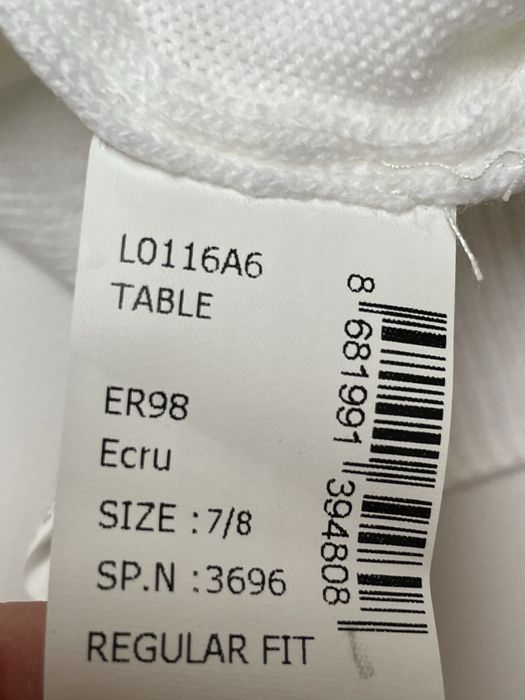 L0116A6
TABLE
ER98
Ecru
SIZE :7/8
SP.N :3696
REGULAR FIT
8 681991 394808